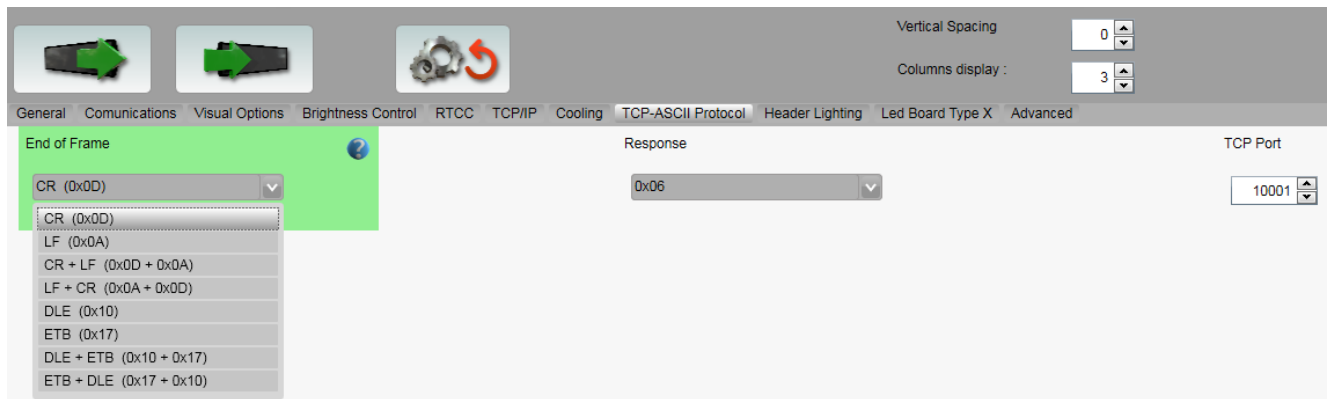 Vertical Spacing 0
Columns display : 3
General Comunications Visual Options Brightness Control RTCC TCP/IP Cooling TCP-ASCII Protocol Header Lighting Led Board Type X Advanced
End of Frame ? Response TCP Port
CR (0x0D) 0x06 10001
CR (0x0D)
LF (0x0A)
CR + LF (0x0D + 0x0A)
LF + CR (0x0A + 0x0D)
DLE (0x10)
ETB (0x17)
DLE + ETB (0x10 + 0x17)
ETB + DLE (0x17 + 0x10)